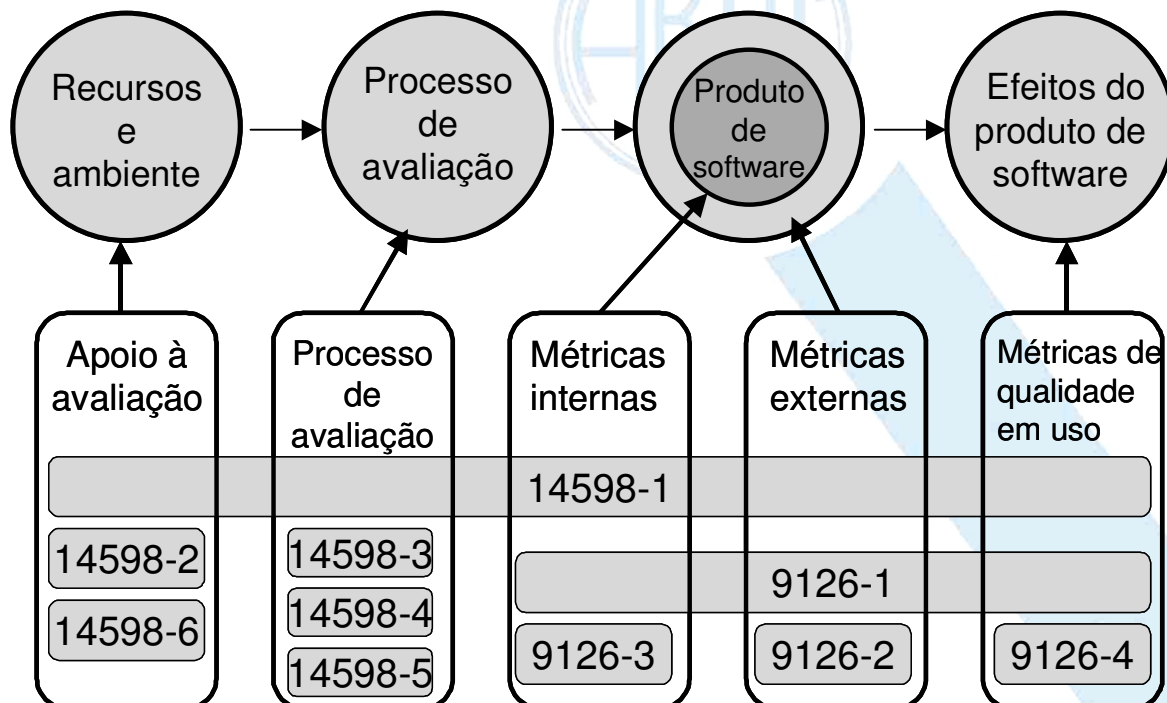 Recursos
e
ambiente
Processo
de
avaliação
Produto
de
software
Efeitos do
produto de
software
Apoio à
avaliação
Processo
de
avaliação
Métricas
internas
Métricas
externas
Métricas de
qualidade
em uso
14598-1
14598-2
14598-6
14598-3
14598-4
14598-5
9126-1
9126-3
9126-2
9126-4